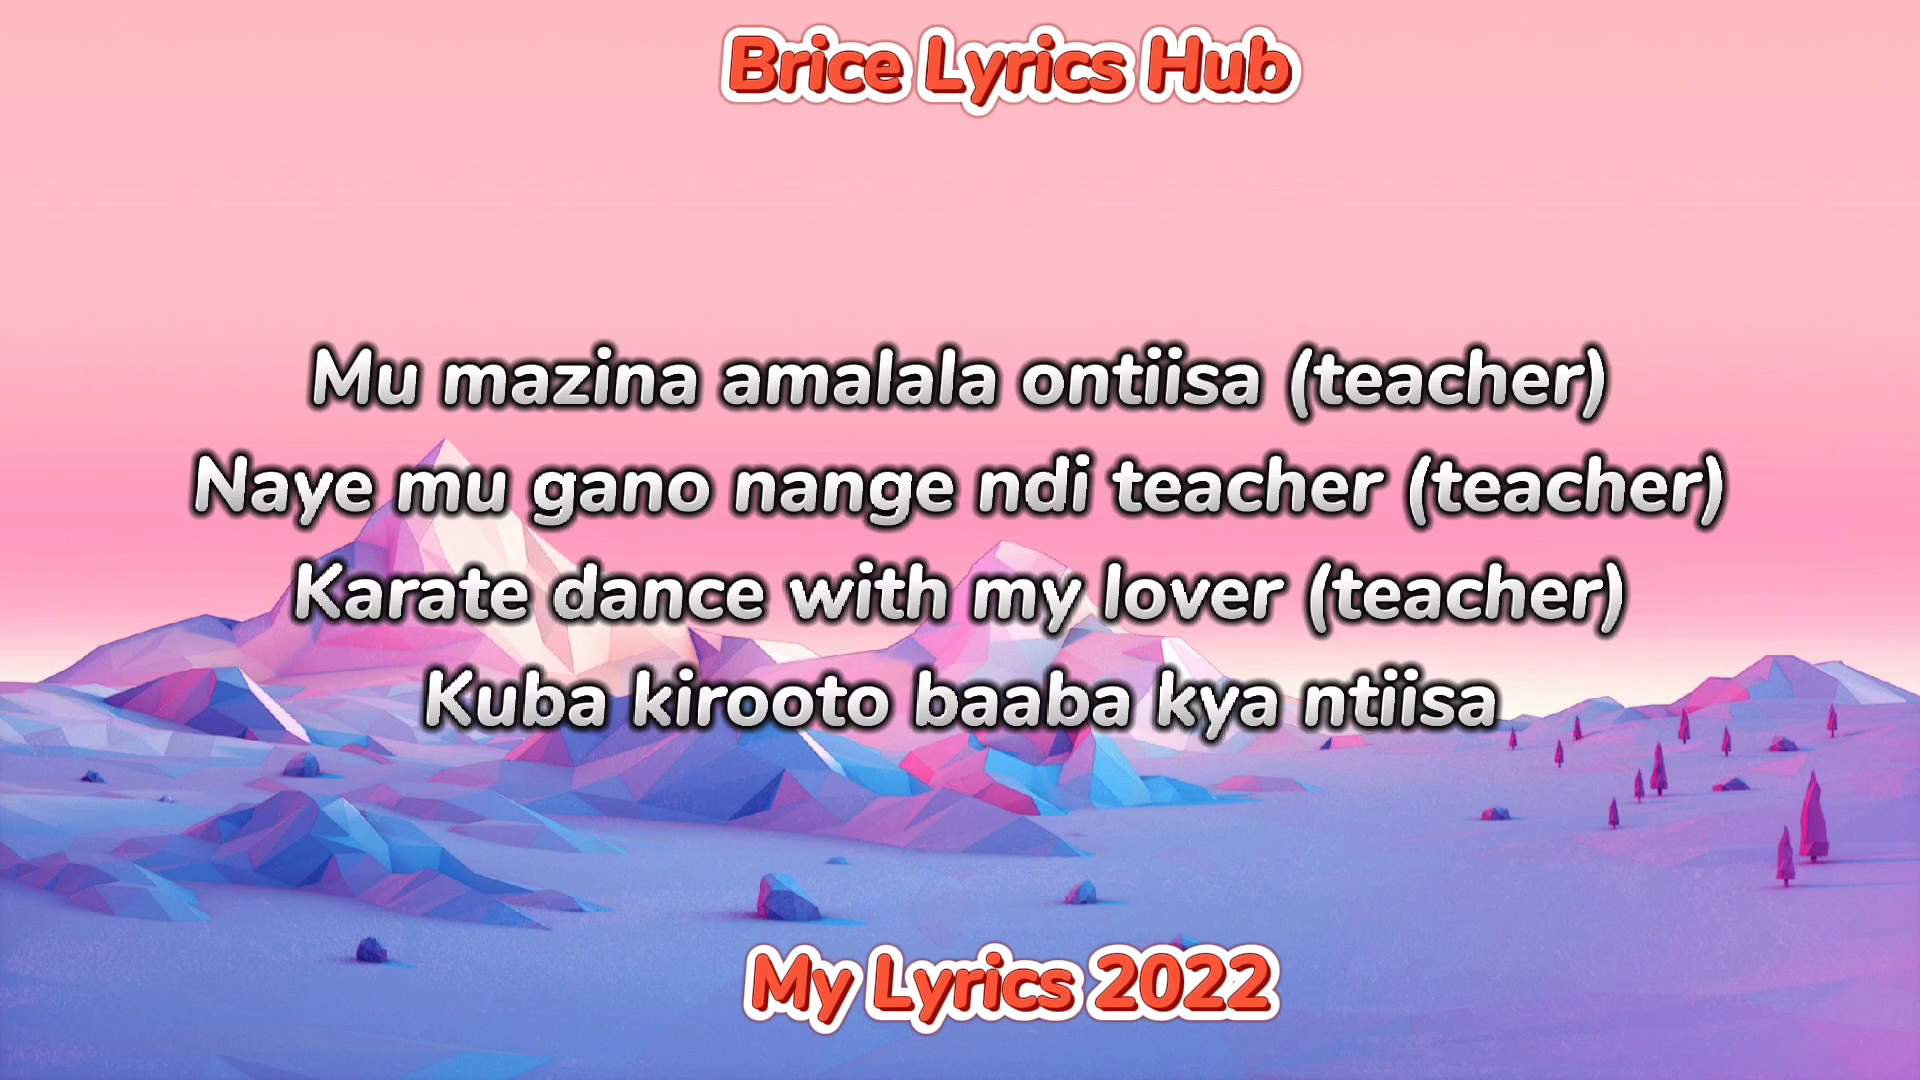 Brice Lyrics Hub
Mu mazina amalala ontiisa (teacher)
Naye mu gano nange ndi teacher (teacher)
Karate dance with my lover (teacher)
Kuba kirooto baaba kya ntiisa
My Lyrics 2022